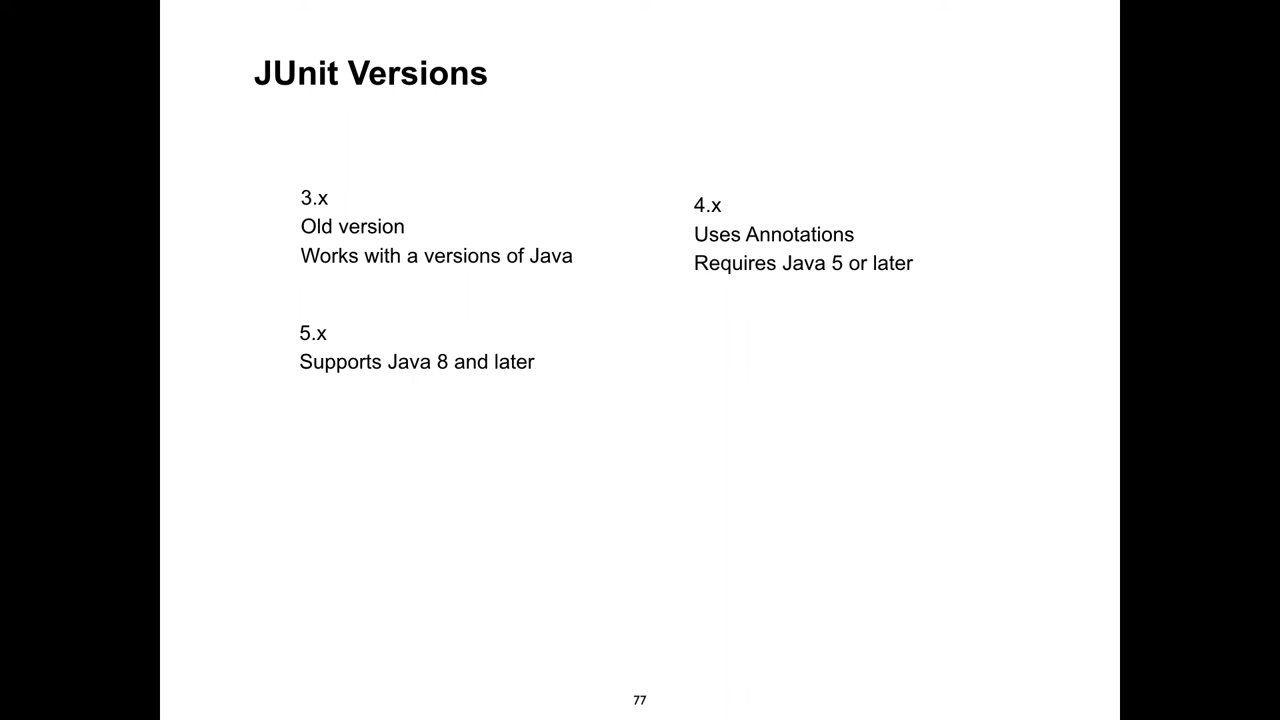 JUnit Versions
3.x
Old version
Works with a versions of Java
4.x
Uses Annotations
Requires Java 5 or later
5.x
Supports Java 8 and later
77